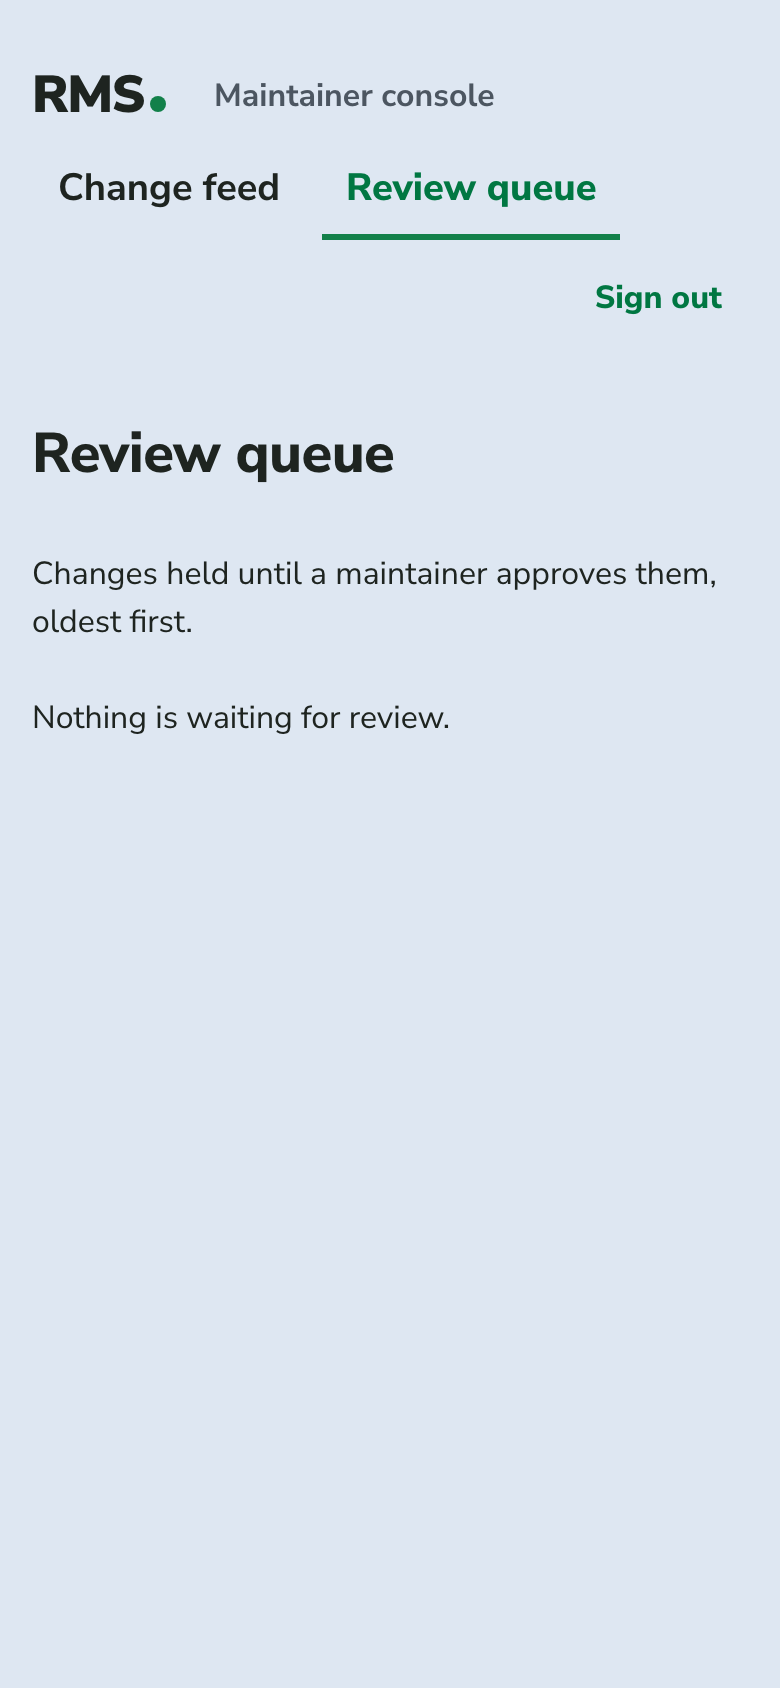 RMS. Maintainer console
Change feed Review queue
Sign out
Review queue
Changes held until a maintainer approves them,
oldest first.
Nothing is waiting for review.